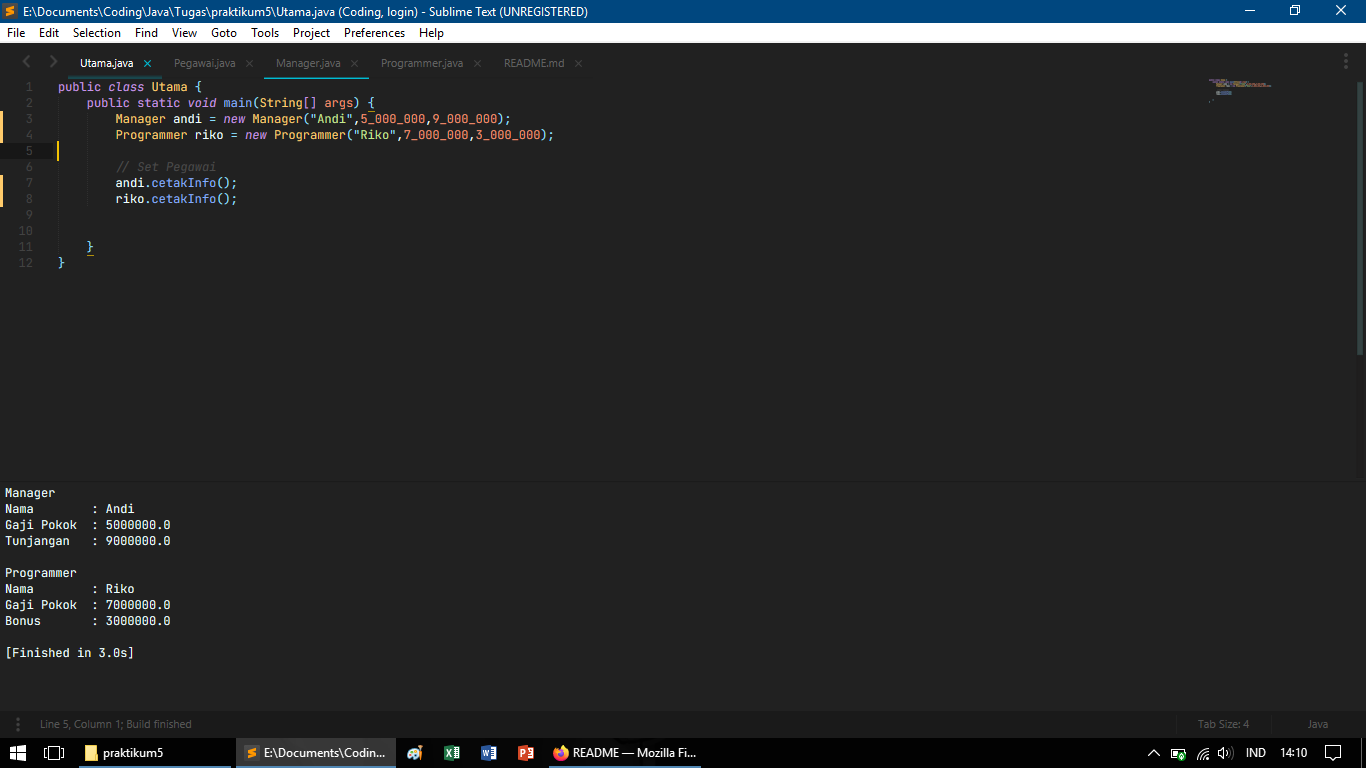 E:\Documents\Coding\Java\Tugas\praktikum5\Utama.java (Coding, login) - Sublime Text (UNREGISTERED)
File Edit Selection Find View Goto Tools Project Preferences Help
Utama.java Pegawai.java Manager.java Programmer.java README.md
1 public class Utama {
2 public static void main(String[] args) {
3 Manager andi = new Manager("Andi",5_000_000,9_000_000);
4 Programmer riko = new Programmer("Riko",7_000_000,3_000_000);
5
6 // Set Pegawai
7 andi.cetakInfo();
8 riko.cetakInfo();
9
10
11 }
12 }
Manager
Nama : Andi
Gaji Pokok : 5000000.0
Tunjangan : 9000000.0
Programmer
Nama : Riko
Gaji Pokok : 7000000.0
Bonus : 3000000.0
[Finished in 3.0s]
Line 5, Column 1; Build finished Tab Size: 4 Java
praktikum5 E:\Documents\Coding... README — Mozilla Fi... IND 14:10